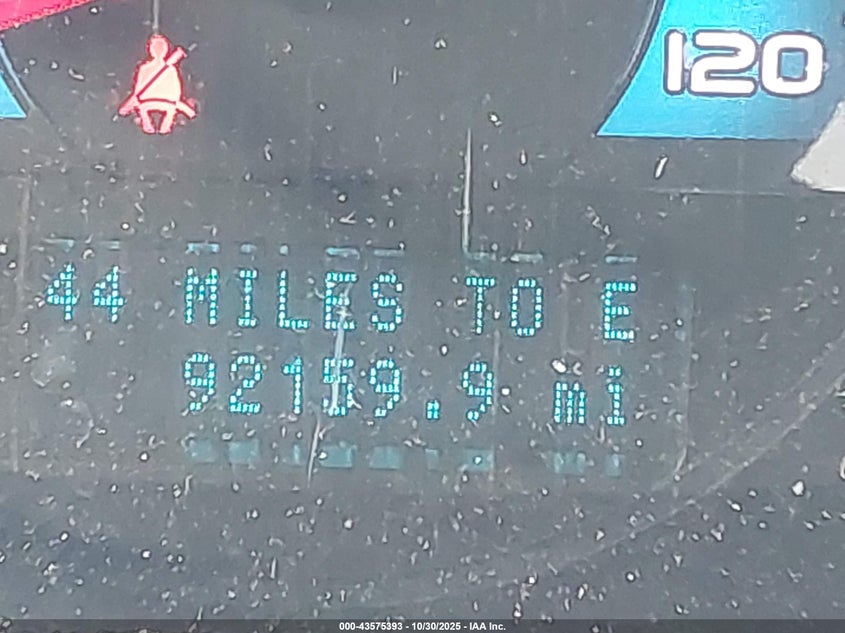 120
44 MILES TO E
92159.9 mi
000-43575393 - 10/30/2025 - IAA Inc.